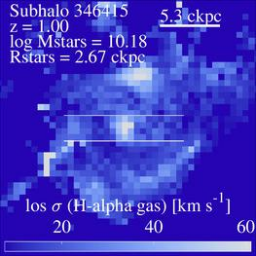 Subhalo 346415
5.3 ckpc
z = 1.00
log Mstars = 10.18
Rstars = 2.67 ckpc
los σ (H-alpha gas) [km s⁻¹]
20 40 60